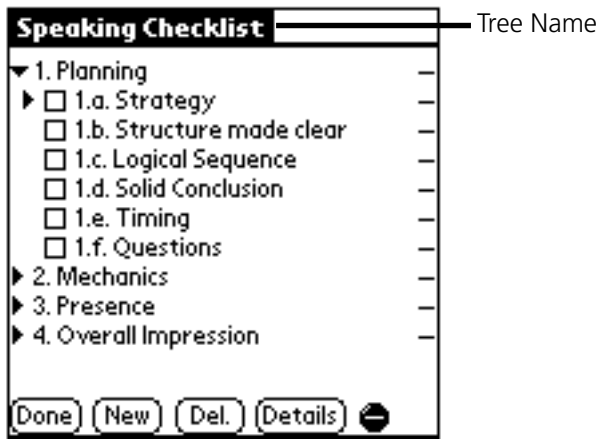 Speaking Checklist
Tree Name
1. Planning
1.a. Strategy
1.b. Structure made clear
1.c. Logical Sequence
1.d. Solid Conclusion
1.e. Timing
1.f. Questions
2. Mechanics
3. Presence
4. Overall Impression
Done New Del. Details